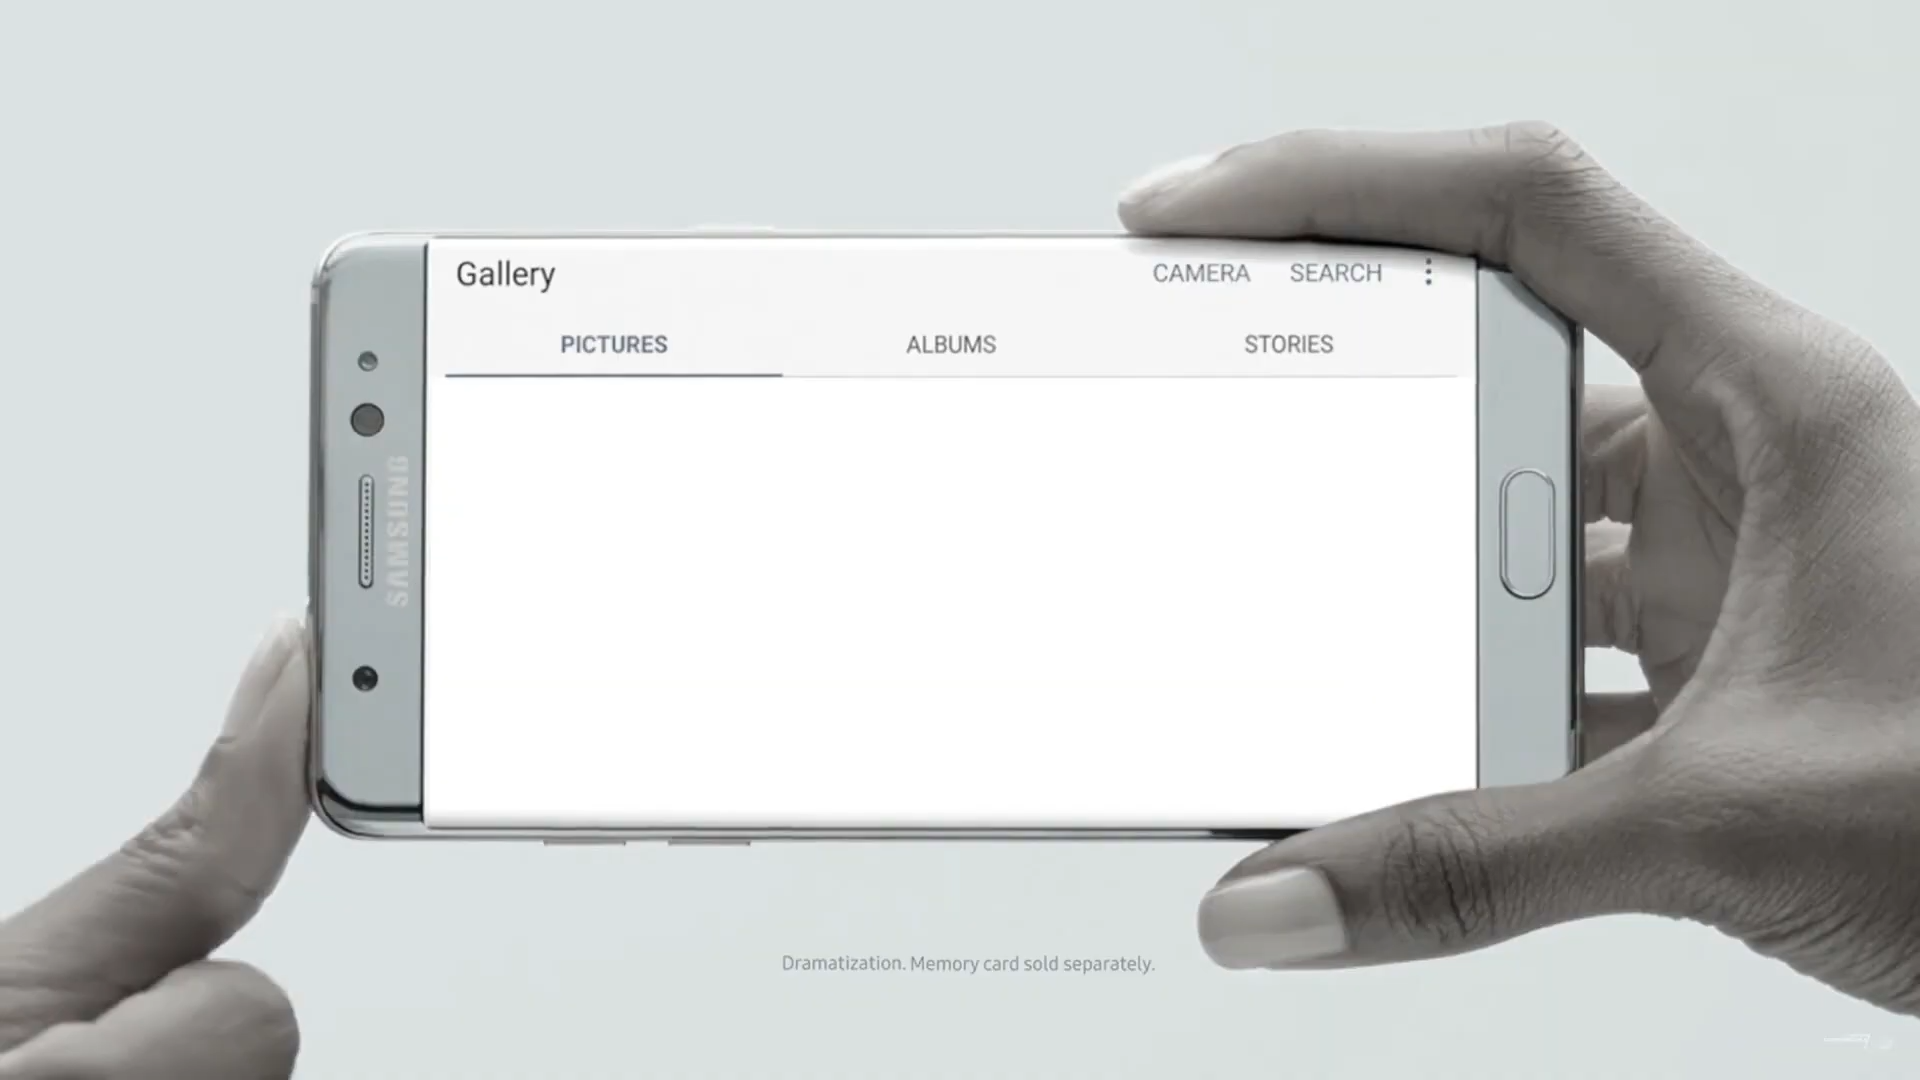 Gallery
CAMERA
SEARCH
PICTURES
ALBUMS
STORIES
SAMSUNG
Dramatization. Memory card sold separately.